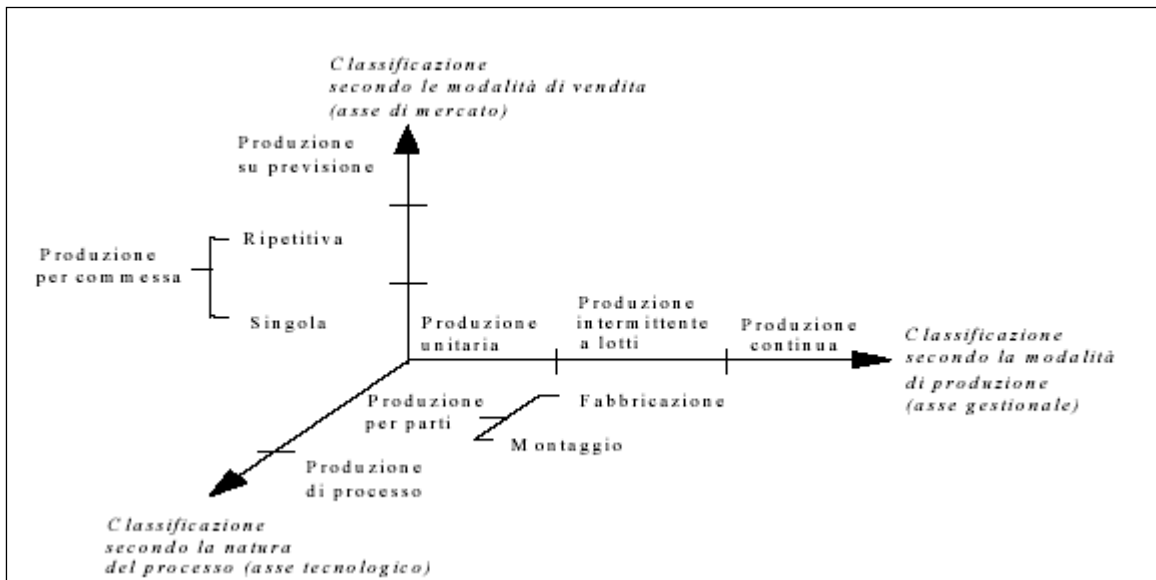 Classificazione
secondo le modalità di vendita
(asse di mercato)
Produzione
su previsione
Ripetitiva
Produzione
per commessa
Singola
Produzione
unitaria
Produzione
intermittente
a lotti
Produzione
continua
Classificazione
secondo la modalità
di produzione
(asse gestionale)
Produzione
per parti
Fabbricazione
Montaggio
Produzione
di processo
Classificazione
secondo la natura
del processo (asse tecnologico)